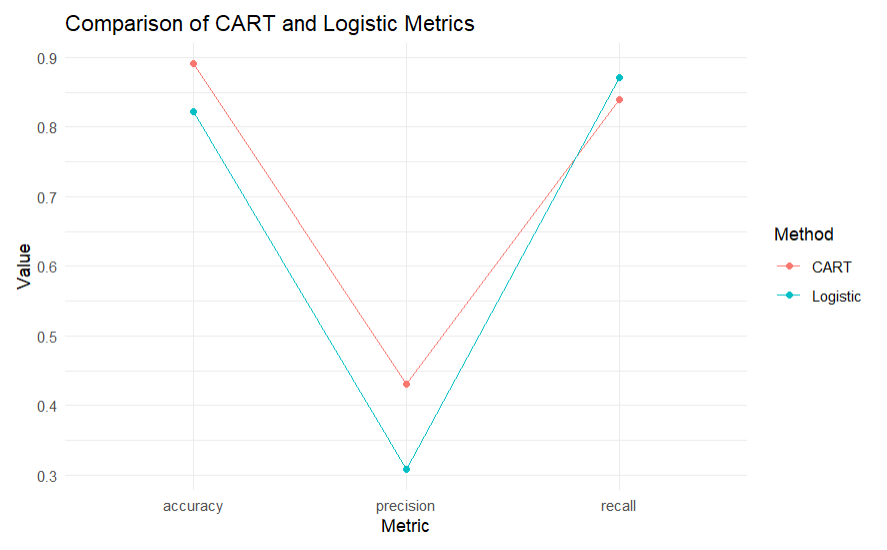 Comparison of CART and Logistic Metrics
0.9
0.8
0.7
0.6
0.5
0.4
0.3
Value
accuracy precision recall
Metric
Method
CART
Logistic